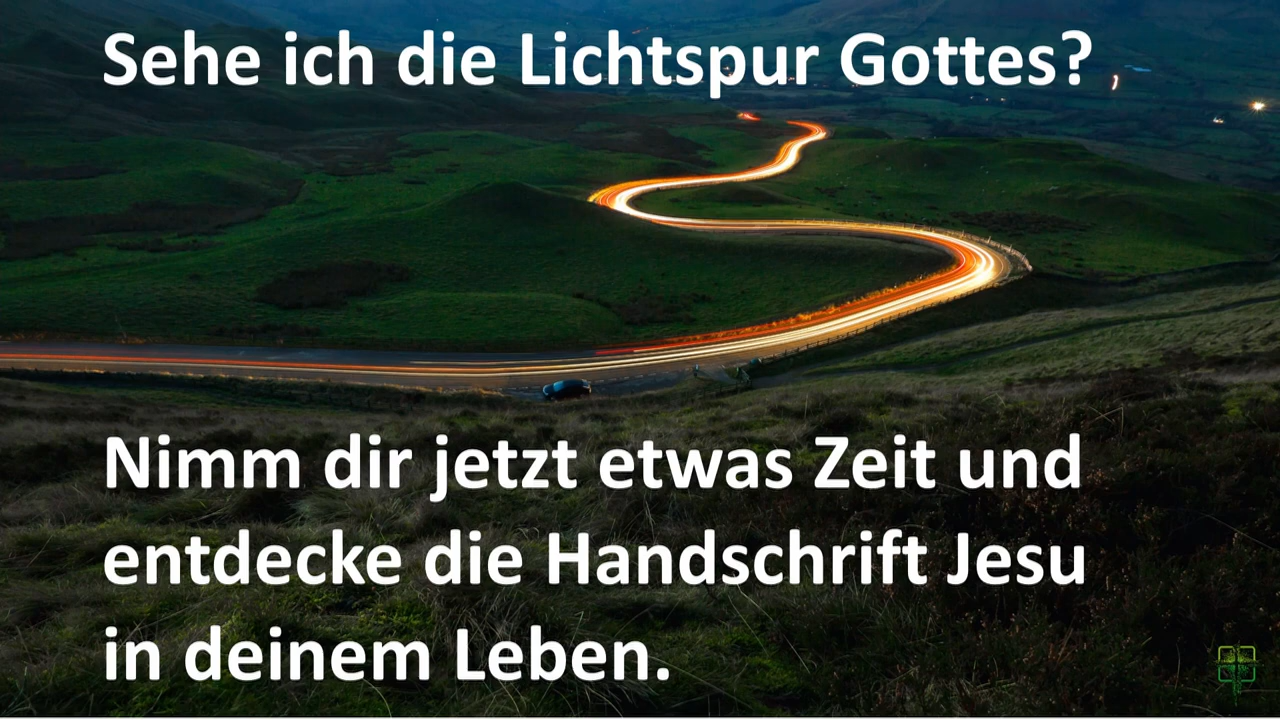 Sehe ich die Lichtspur Gottes?
Nimm dir jetzt etwas Zeit und
entdecke die Handschrift Jesu
in deinem Leben.